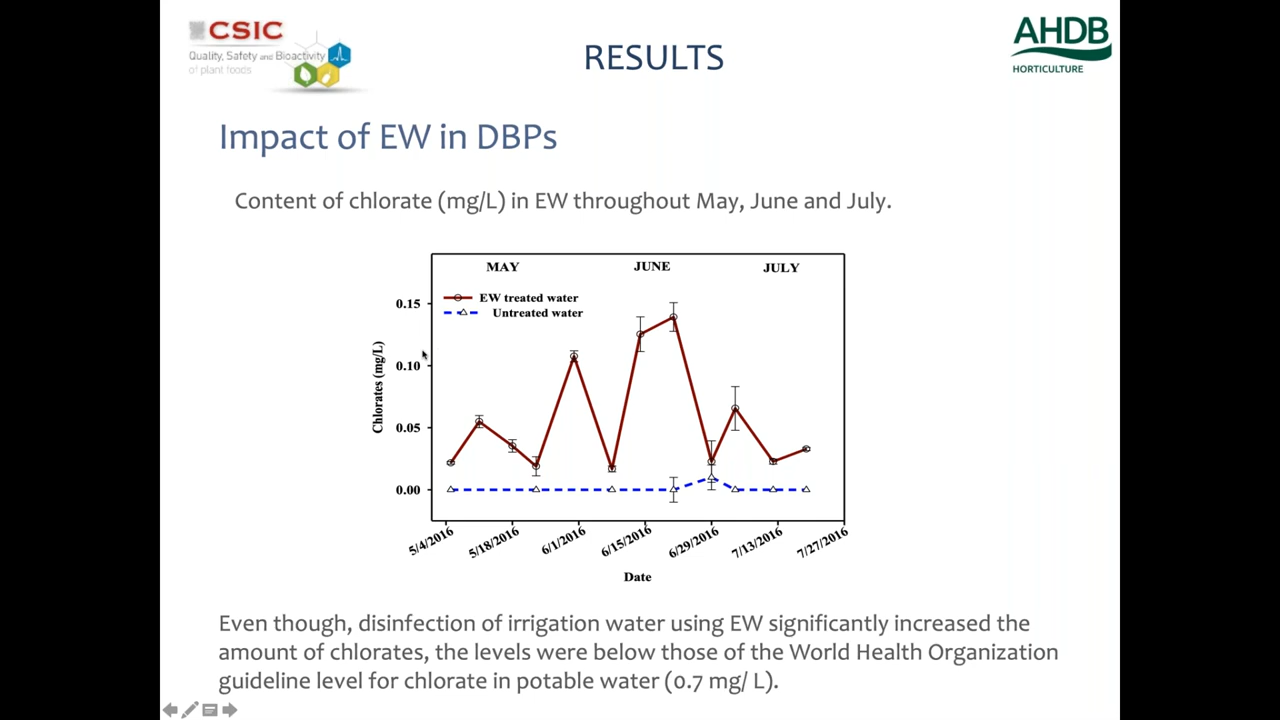 CSIC
Quality, Safety and Bioactivity
of plant foods
RESULTS
AHDB
HORTICULTURE
Impact of EW in DBPs
Content of chlorate (mg/L) in EW throughout May, June and July.
MAY JUNE JULY
EW treated water
Untreated water
Chlorates (mg/L)
0.15
0.10
0.05
0.00
5/4/2016 5/18/2016 6/1/2016 6/15/2016 6/29/2016 7/13/2016 7/27/2016
Date
Even though, disinfection of irrigation water using EW significantly increased the
amount of chlorates, the levels were below those of the World Health Organization
guideline level for chlorate in potable water (0.7 mg/ L).